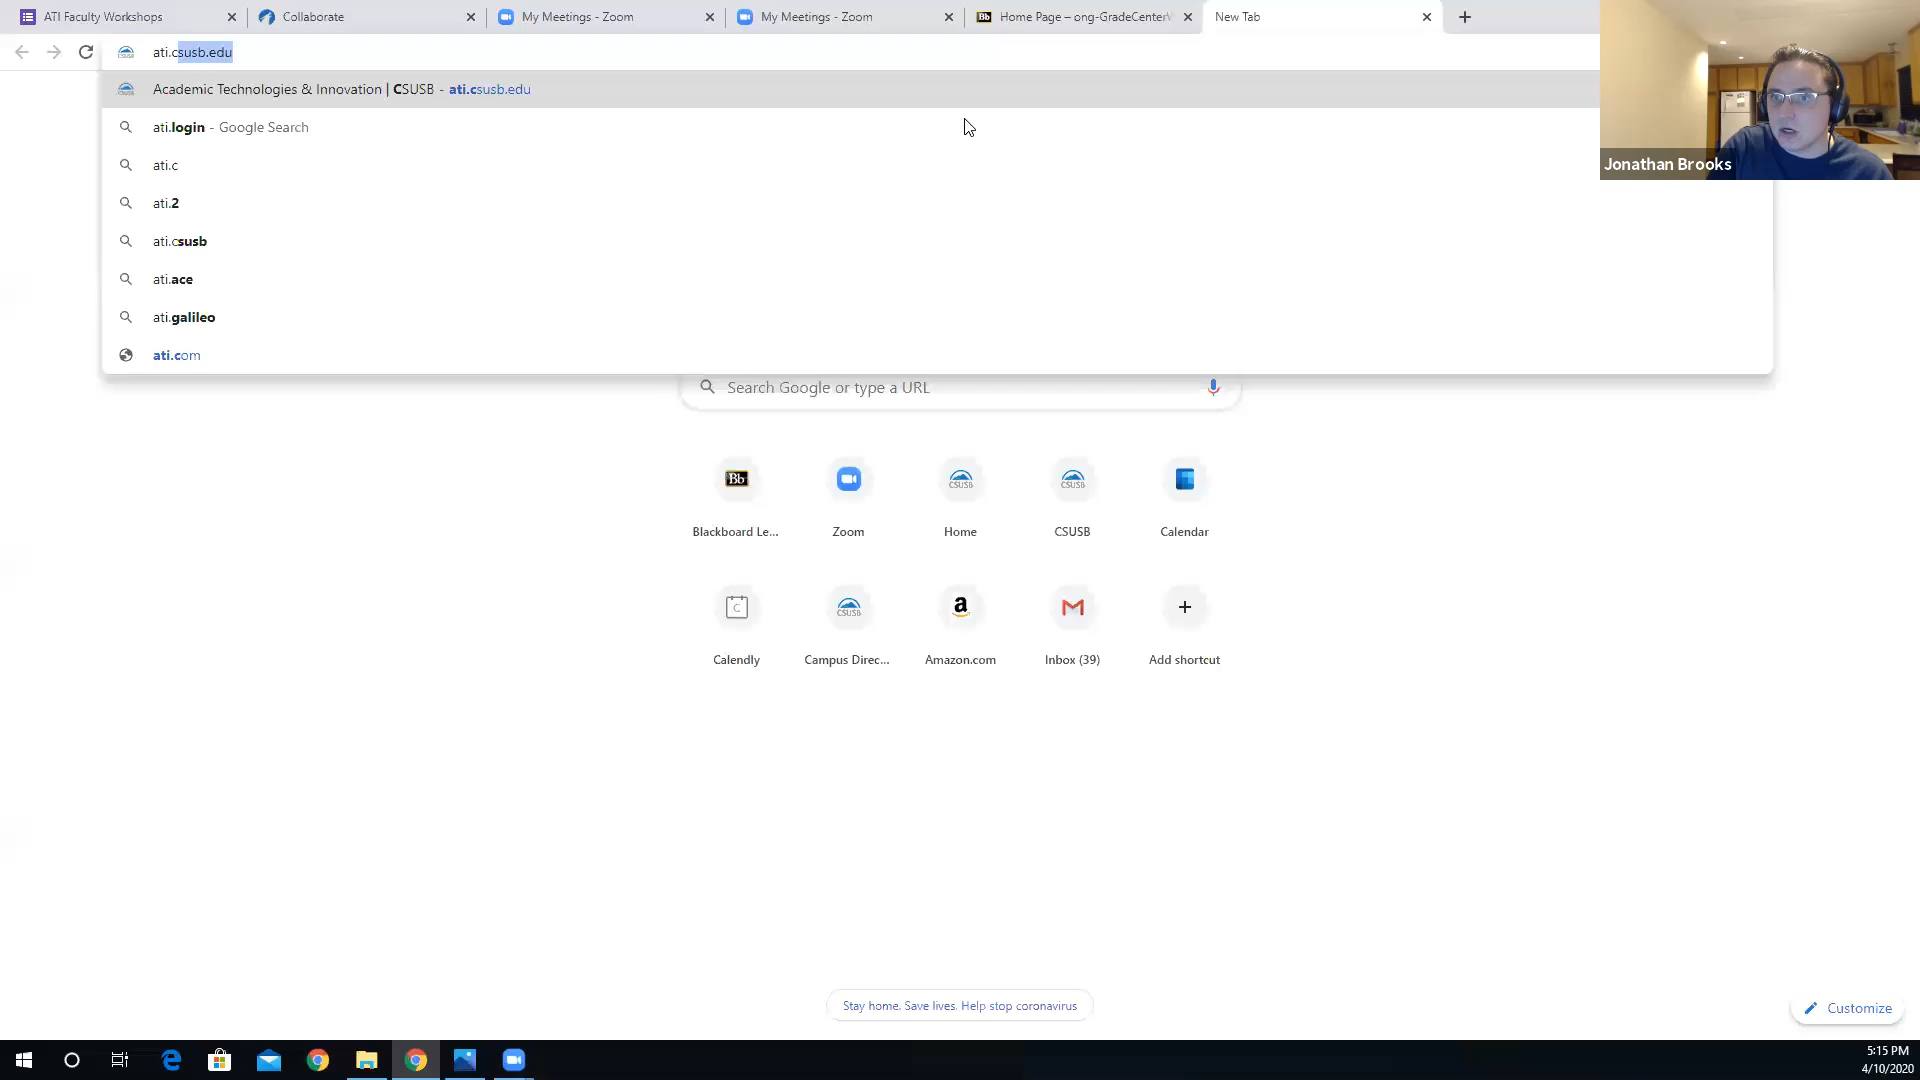 ATI Faculty Workshops
Collaborate
My Meetings - Zoom
My Meetings - Zoom
Home Page – ong-GradeCenter
New Tab
ati.csusb.edu
Academic Technologies & Innovation | CSUSB - ati.csusb.edu
ati.login - Google Search
ati.c
ati.2
ati.csusb
ati.ace
ati.galileo
ati.com
Jonathan Brooks
Search Google or type a URL
Bb
CSUSB
CSUSB
Blackboard Le...
Zoom
Home
CSUSB
Calendar
C
CSUSB
a
Calendly
Campus Direc...
Amazon.com
Inbox (39)
Add shortcut
Stay home. Save lives. Help stop coronavirus
Customize
5:15 PM
4/10/2020